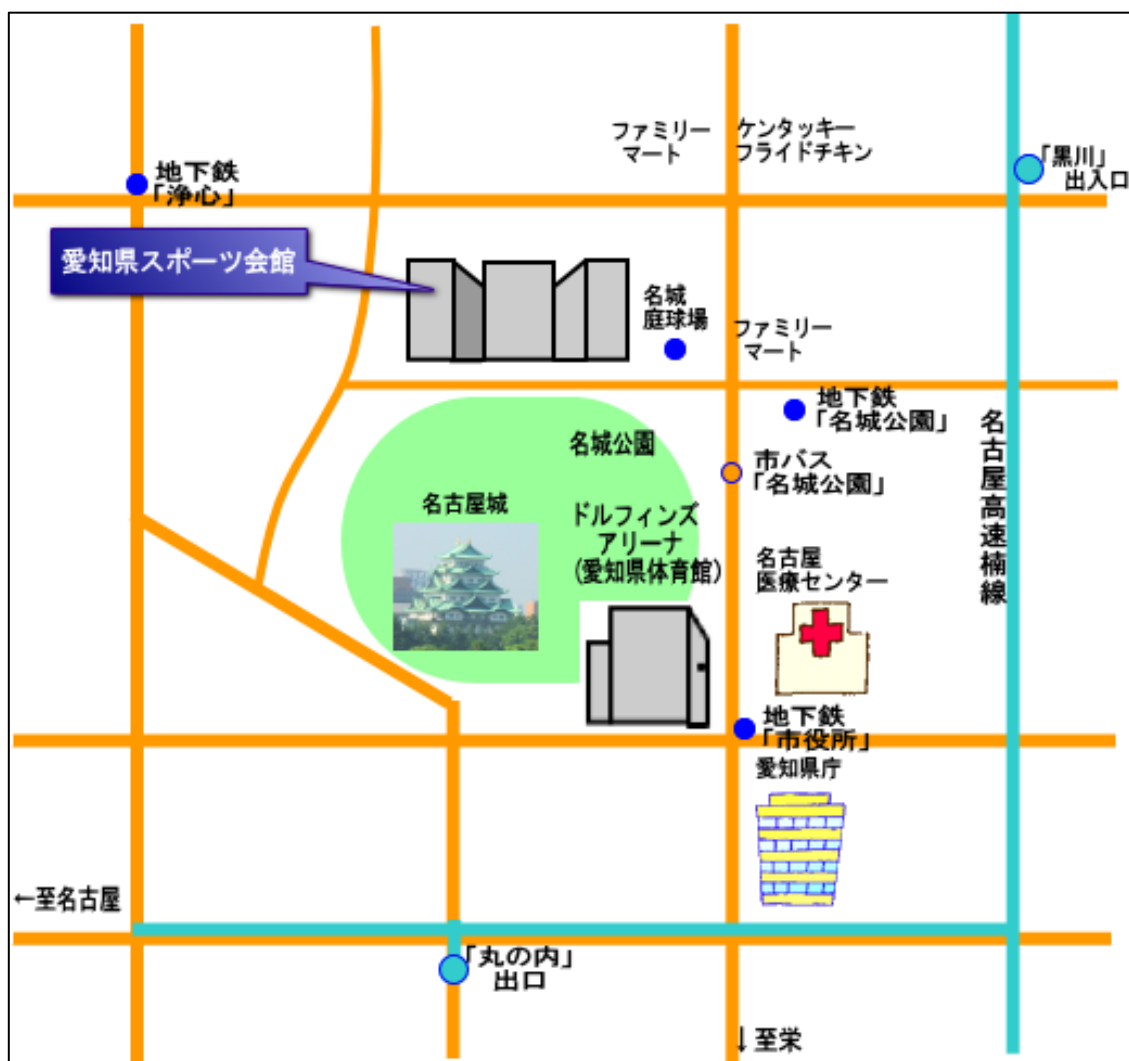 ファミリー
マート
ケンタッキー
フライドチキン
「黒川」
出入口
地下鉄
「浄心」
愛知県スポーツ会館
名城
庭球場
ファミリー
マート
地下鉄
「名城公園」
名古屋高速楠線
名城公園
市バス
「名城公園」
名古屋城
ドルフィンズ
アリーナ
(愛知県体育館)
名古屋
医療センター
地下鉄
「市役所」
愛知県庁
←至名古屋
「丸の内」
出口
↓至栄